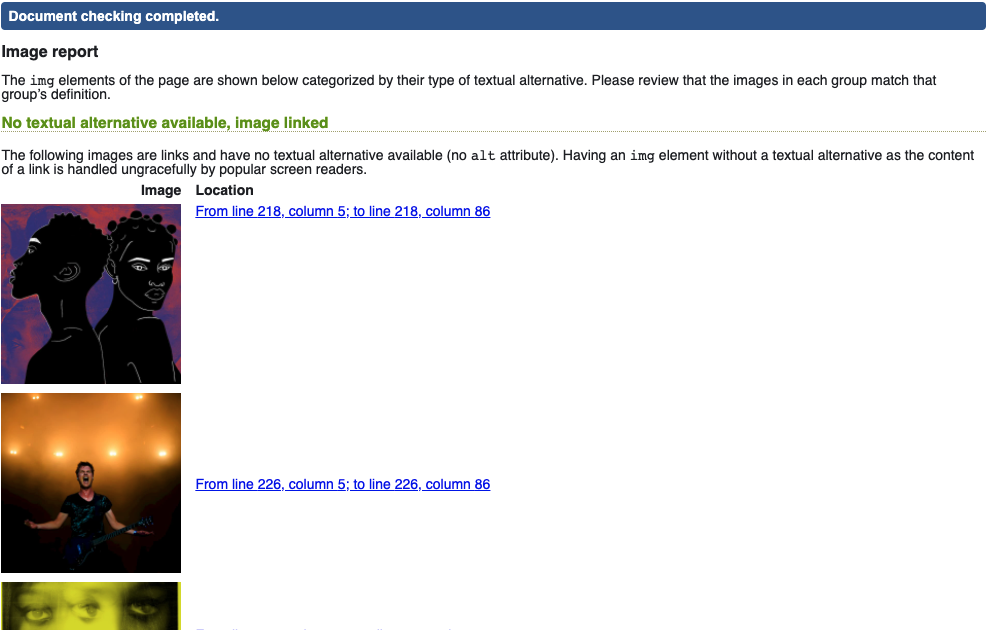 Document checking completed.
Image report
The img elements of the page are shown below categorized by their type of textual alternative. Please review that the images in each group match that
group’s definition.
No textual alternative available, image linked
The following images are links and have no textual alternative available (no alt attribute). Having an img element without a textual alternative as the content
of a link is handled ungracefully by popular screen readers.
Image Location
From line 218, column 5; to line 218, column 86
From line 226, column 5; to line 226, column 86